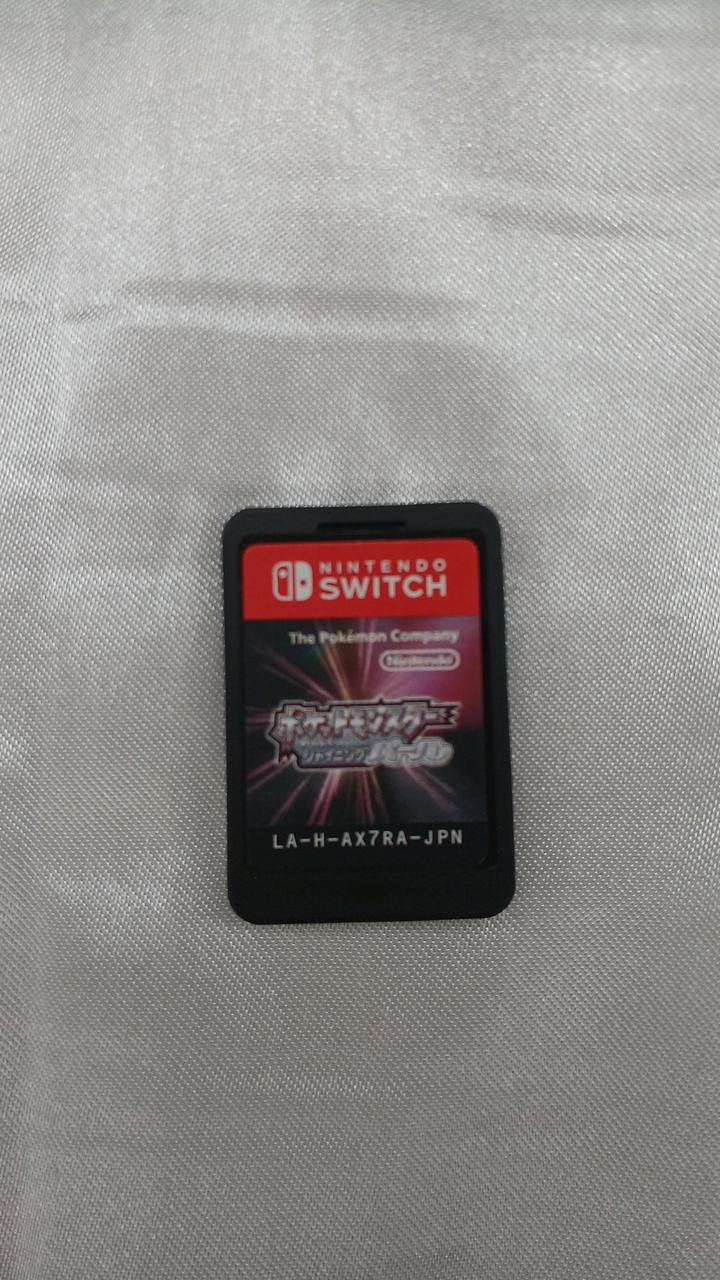 NINTENDO
SWITCH
The Pokémon Company
Nintendo
ポケットモンスター
シャイニング パール
LA-H-AX7RA-JPN